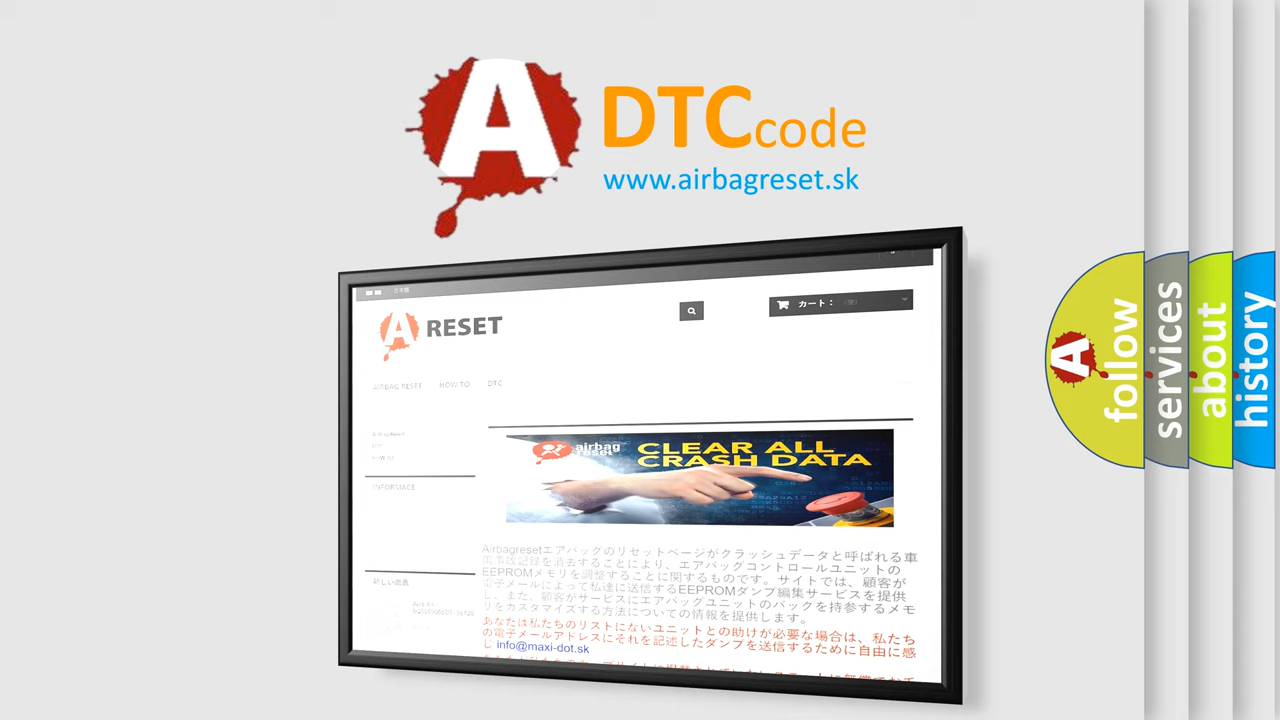 A
DTCcode
www.airbagreset.sk
日本語
A RESET
カート：
AIRBAG RESET HOW TO DTC
INFORMACE
airbag
reset
CLEAR ALL
CRASH DATA
Airbagresetエアバッグのリセットページがクラッシュデータと呼ばれる車
両事故記録を消去することにより、エアバッグコントロールユニットの
EEPROMメモリを調整することに関するものです。サイトでは、顧客が
電子メールによって私達に送信するEEPROMダンプ編集サービスを提供
し、また、顧客がサービスにエアバッグユニットのバックを持参するメモ
リをカスタマイズする方法についての情報を提供します。
あなたは私たちのリストにないユニットとの助けが必要な場合は、私たち
の電子メールアドレスにそれを記述したダンプを送信するために自由に感
じ info@maxi-dot.sk
A
follow
services
about
history